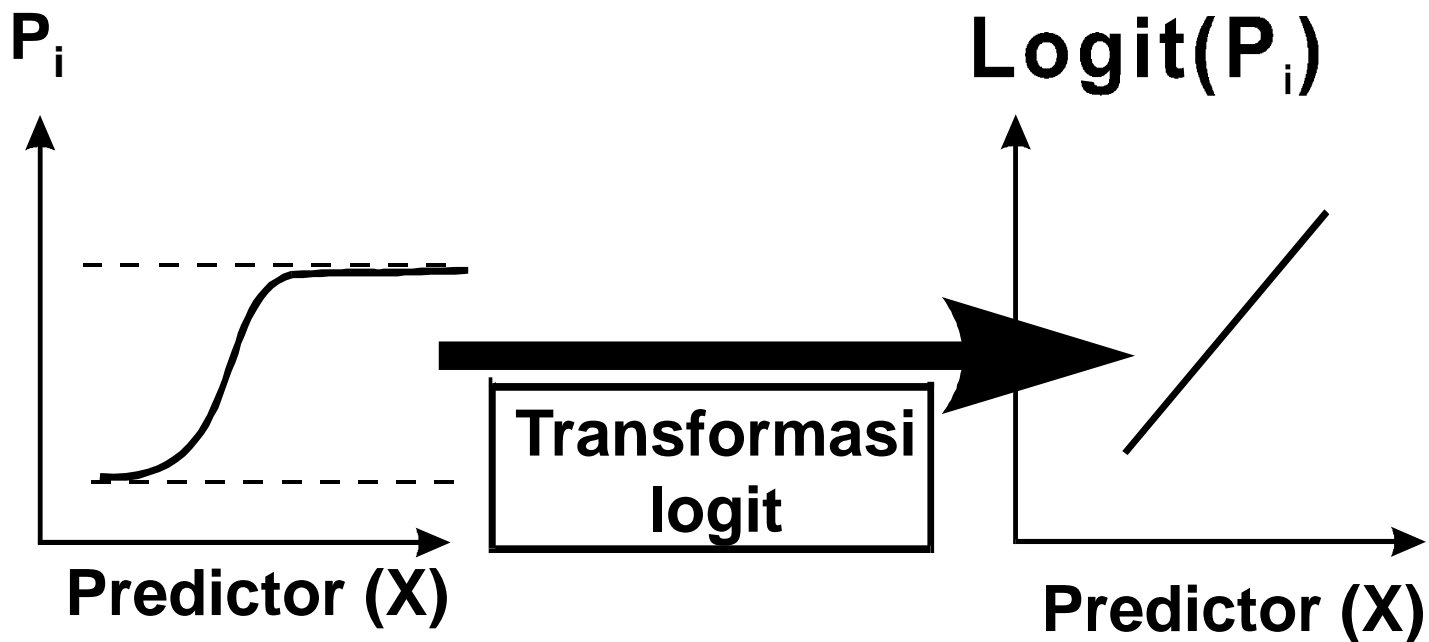 Pi
Predictor (X)
Transformasi
logit
Logit(Pi)
Predictor (X)